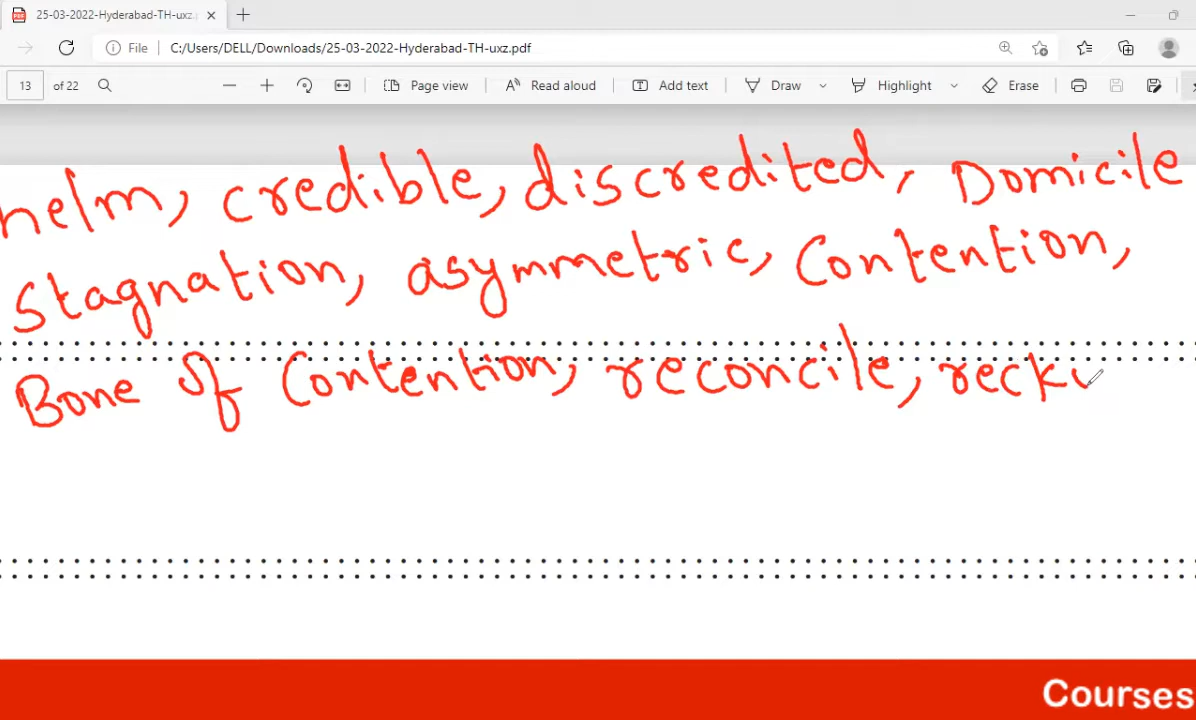 25-03-2022-Hyderabad-TH-uxz.p
File C:/Users/DELL/Downloads/25-03-2022-Hyderabad-TH-uxz.pdf
13 of 22 Page view Read aloud Add text Draw Highlight Erase
helm, credible, discredited, Domicile
Stagnation, asymmetric, Contention,
Bone of Contention, reconcile,
Courses